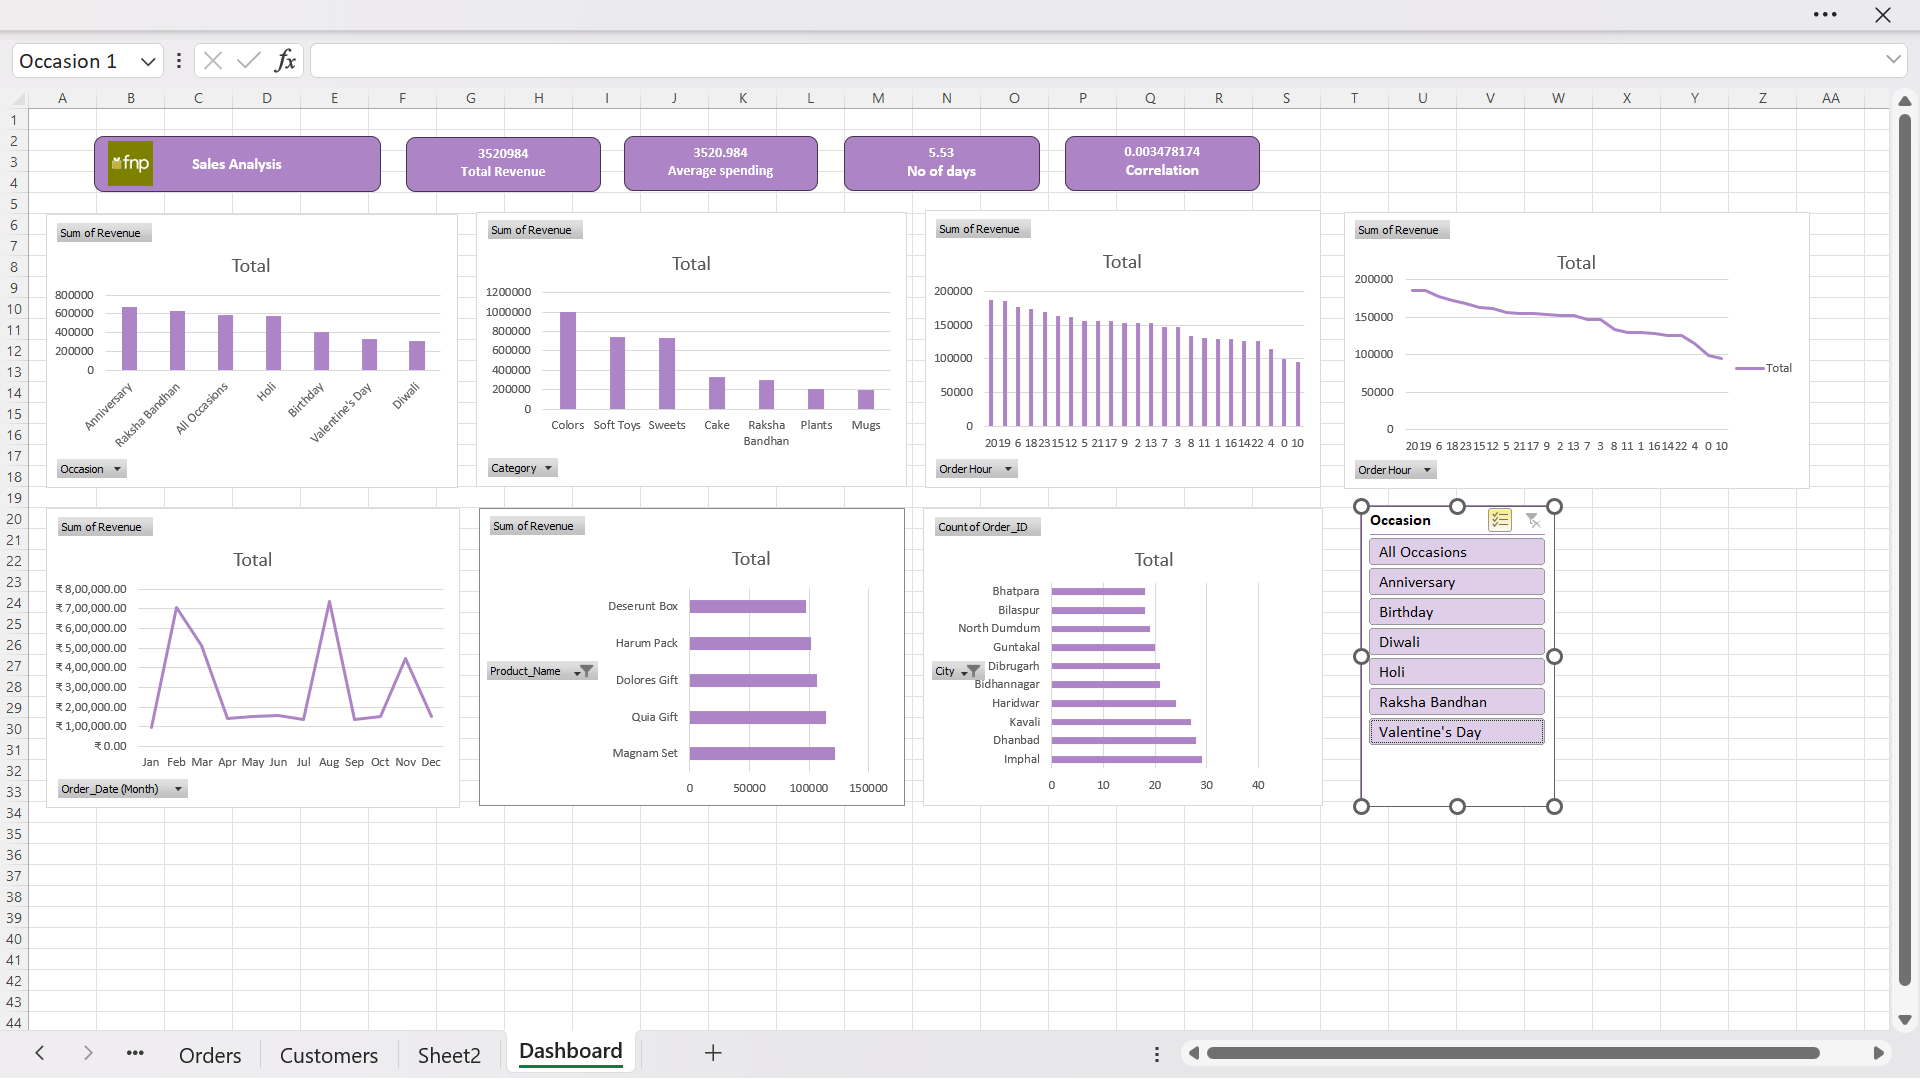 Occasion 1
fx
A B C D E F G H I J K L M N O P Q R S T U V W X Y Z AA
1
2
3
4
5
6
7
8
9
10
11
12
13
14
15
16
17
18
19
20
21
22
23
24
25
26
27
28
29
30
31
32
33
34
35
36
37
38
39
40
41
42
43
44
fnp
Sales Analysis
3520984
Total Revenue
3520.984
Average spending
5.53
No of days
0.003478174
Correlation
Sum of Revenue
Total
800000
600000
400000
200000
0
Anniversary
Raksha Bandhan
All Occasions
Holi
Birthday
Valentine's Day
Diwali
Occasion
Sum of Revenue
Total
1200000
1000000
800000
600000
400000
200000
0
Colors Soft Toys Sweets Cake Raksha Bandhan Plants Mugs
Category
Sum of Revenue
Total
200000
150000
100000
50000
0
20 19 6 18 23 15 12 5 21 17 9 2 13 7 3 8 11 1 16 14 22 4 0 10
Order Hour
Sum of Revenue
Total
200000
150000
100000
50000
0
20 19 6 18 23 15 12 5 21 17 9 2 13 7 3 8 11 1 16 14 22 4 0 10
Total
Order Hour
Sum of Revenue
Total
₹ 8,00,000.00
₹ 7,00,000.00
₹ 6,00,000.00
₹ 5,00,000.00
₹ 4,00,000.00
₹ 3,00,000.00
₹ 2,00,000.00
₹ 1,00,000.00
₹ 0.00
Jan Feb Mar Apr May Jun Jul Aug Sep Oct Nov Dec
Order_Date (Month)
Sum of Revenue
Total
Deserunt Box
Harum Pack
Dolores Gift
Quia Gift
Magnam Set
0 50000 100000 150000
Product_Name
Count of Order_ID
Total
Bhatpara
Bilaspur
North Dumdum
Guntakal
Dibrugarh
Bidhannagar
Haridwar
Kavali
Dhanbad
Imphal
0 10 20 30 40
City
Occasion
All Occasions
Anniversary
Birthday
Diwali
Holi
Raksha Bandhan
Valentine's Day
Orders Customers Sheet2 Dashboard